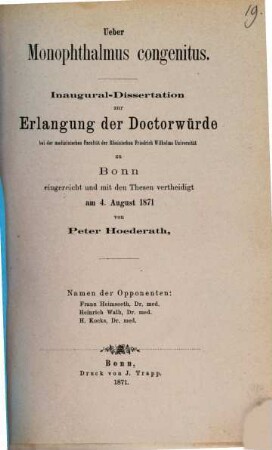 19.
Ueber
Monophthalmus congenitus.
Inaugural-Dissertation
zur
Erlangung der Doctorwürde
bei der medicinischen Facultät der Rheinischen Friedrich Wilhelms Universität
zu
Bonn
eingereicht und mit den Thesen vertheidigt
am 4. August 1871
von
Peter Hoederath,
Namen der Opponenten:
Franz Heimsoeth, Dr. med.
Heinrich Walb, Dr. med.
H. Kocks, Dr. med.
Bonn,
Druck von J. Trapp.
1871.